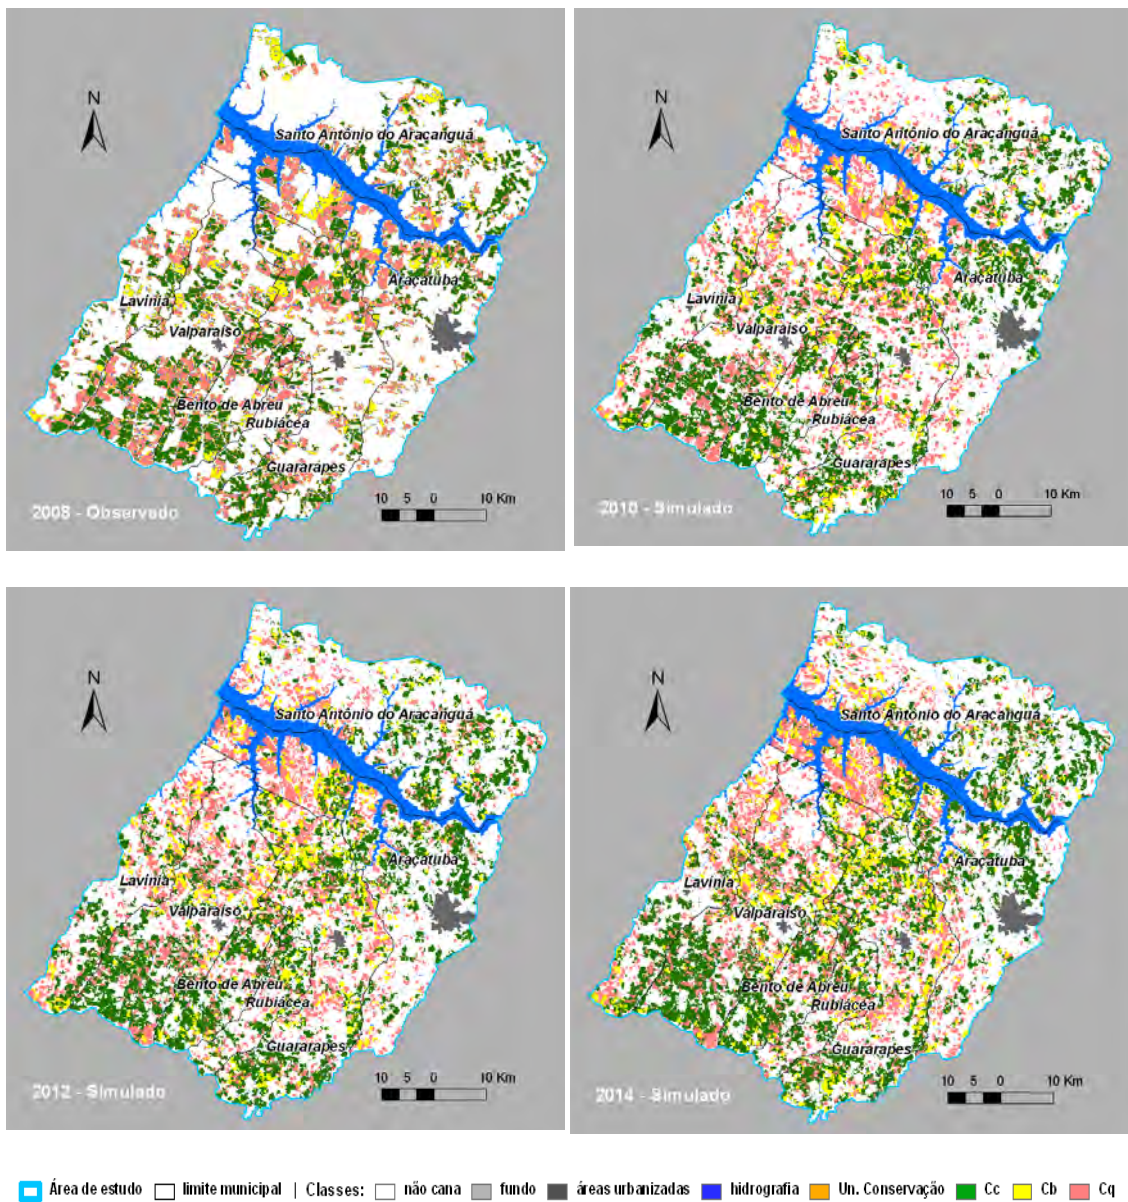 N
Santo Antônio do Aracanguá
Araçatuba
Lavínia
Valparaíso
Bento de Abreu
Rubiácea
Guararapes
10 5 0 10 Km
2008 - Observado
N
Santo Antônio do Aracanguá
Araçatuba
Lavínia
Valparaíso
Bento de Abreu
Rubiácea
Guararapes
10 5 0 10 Km
2010 - Simulado
N
Santo Antônio do Aracanguá
Araçatuba
Lavínia
Valparaíso
Bento de Abreu
Rubiácea
Guararapes
10 5 0 10 Km
2012 - Simulado
N
Santo Antônio do Aracanguá
Araçatuba
Lavínia
Valparaíso
Bento de Abreu
Rubiácea
Guararapes
10 5 0 10 Km
2014 - Simulado
Área de estudo limite municipal | Classes: não cana fundo áreas urbanizadas hidrografia Un. Conservação Cc Cb Cq